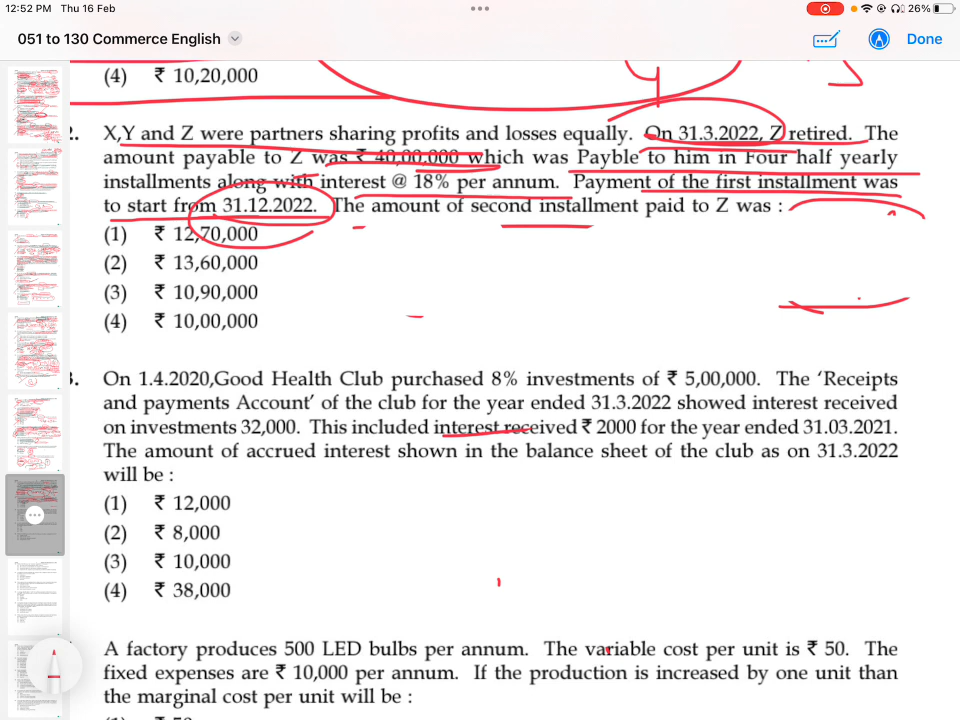 12:52 PM Thu 16 Feb
26%
051 to 130 Commerce English
Done
(4) ₹ 10,20,000
2. X,Y and Z were partners sharing profits and losses equally. On 31.3.2022, Z retired. The
amount payable to Z was ₹ 40,00,000 which was Payble to him in Four half yearly
installments along with interest @ 18% per annum. Payment of the first installment was
to start from 31.12.2022. The amount of second installment paid to Z was :
(1) ₹ 12,70,000
(2) ₹ 13,60,000
(3) ₹ 10,90,000
(4) ₹ 10,00,000
3. On 1.4.2020,Good Health Club purchased 8% investments of ₹ 5,00,000. The ‘Receipts
and payments Account’ of the club for the year ended 31.3.2022 showed interest received
on investments 32,000. This included interest received ₹ 2000 for the year ended 31.03.2021.
The amount of accrued interest shown in the balance sheet of the club as on 31.3.2022
will be :
(1) ₹ 12,000
(2) ₹ 8,000
(3) ₹ 10,000
(4) ₹ 38,000
A factory produces 500 LED bulbs per annum. The variable cost per unit is ₹ 50. The
fixed expenses are ₹ 10,000 per annum. If the production is increased by one unit than
the marginal cost per unit will be :